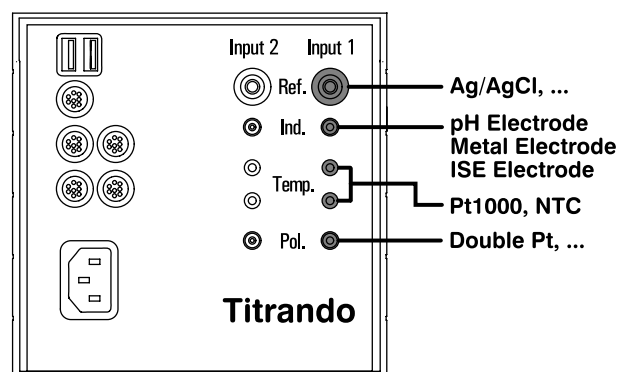 Input 2 Input 1
Ref. Ag/AgCl, ...
Ind. pH Electrode
Metal Electrode
ISE Electrode
Temp.
Pt1000, NTC
Pol. Double Pt, ...
Titrando